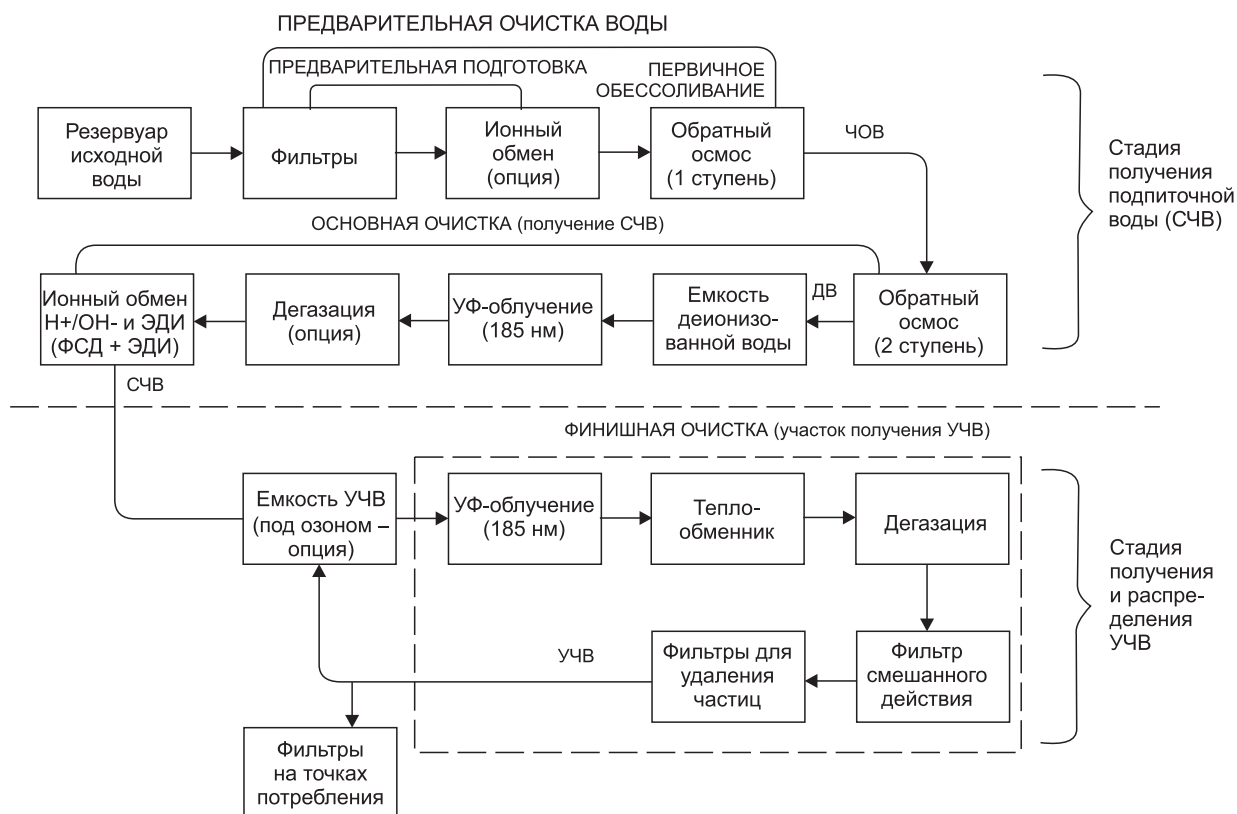 ПРЕДВАРИТЕЛЬНАЯ ОЧИСТКА ВОДЫ
ПРЕДВАРИТЕЛЬНАЯ ПОДГОТОВКА
ПЕРВИЧНОЕ
ОБЕССОЛИВАНИЕ
Резервуар
исходной
воды
Фильтры
Ионный
обмен
(опция)
Обратный
осмос
(1 ступень)
ЧОВ
Стадия
получения
подпиточной
воды (СЧВ)
ОСНОВНАЯ ОЧИСТКА (получение СЧВ)
Ионный обмен
Н+/ОН- и ЭДИ
(ФСД + ЭДИ)
Дегазация
(опция)
УФ-облучение
(185 нм)
Емкость
деионизо-
ванной воды
ДВ
Обратный
осмос
(2 ступень)
СЧВ
ФИНИШНАЯ ОЧИСТКА (участок получения УЧВ)
Емкость УЧВ
(под озоном –
опция)
УФ-облучение
(185 нм)
Тепло-
обменник
Дегазация
Стадия
получения
и распре-
деления
УЧВ
УЧВ
Фильтры для
удаления
частиц
Фильтр
смешанного
действия
Фильтры
на точках
потребления